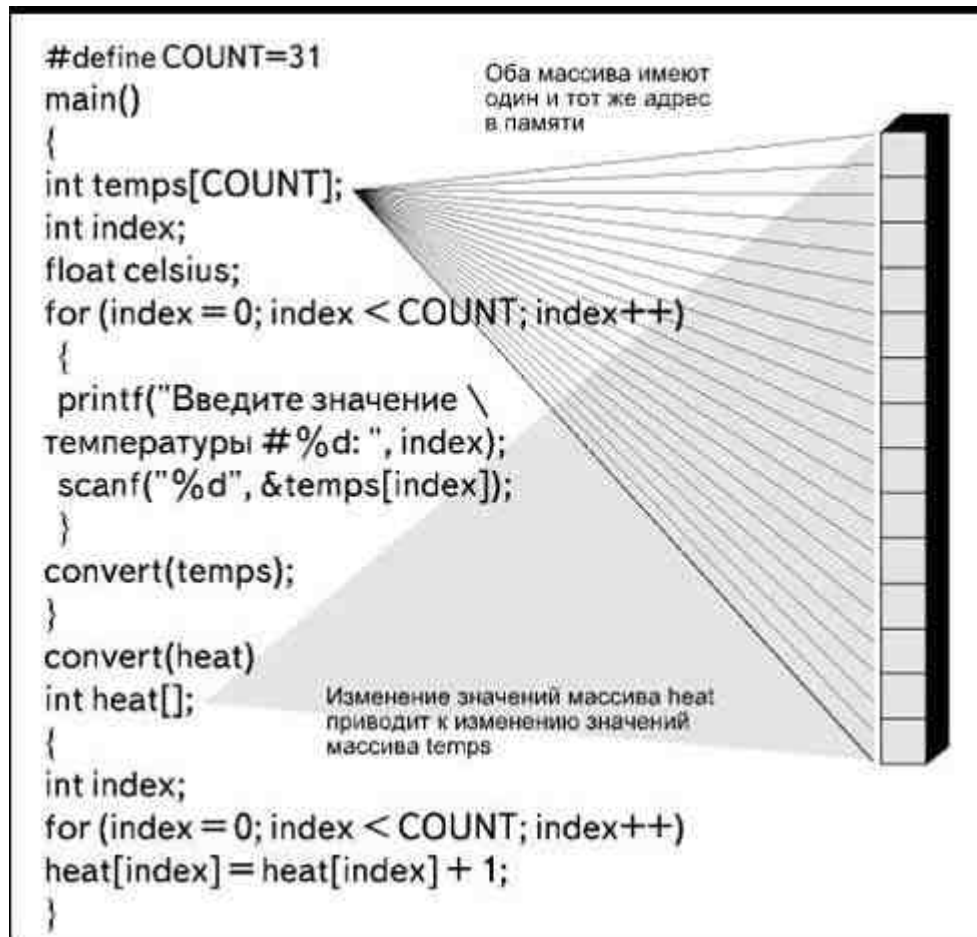 #define COUNT=31
main()
{
int temps[COUNT];
int index;
float celsius;
for (index = 0; index < COUNT; index++)
{
printf("Введите значение \
температуры #%d: ", index);
scanf("%d", &temps[index]);
}
convert(temps);
}
convert(heat)
int heat[];
{
int index;
for (index = 0; index < COUNT; index++)
heat[index] = heat[index] + 1;
}
Оба массива имеют
один и тот же адрес
в памяти
Изменение значений массива heat
приводит к изменению значений
массива temps